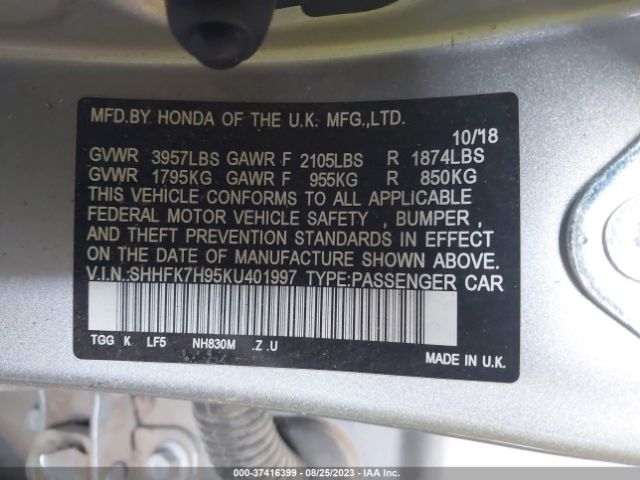 MFD.BY HONDA OF THE U.K. MFG.,LTD.
10/18
GVWR 3957LBS GAWR F 2105LBS R 1874LBS
GVWR 1795KG GAWR F 955KG R 850KG
THIS VEHICLE CONFORMS TO ALL APPLICABLE
FEDERAL MOTOR VEHICLE SAFETY , BUMPER ,
AND THEFT PREVENTION STANDARDS IN EFFECT
ON THE DATE OF MANUFACTURE SHOWN ABOVE.
V.I.N.:SHHFK7H95KU401997 TYPE:PASSENGER CAR
TGG K LF5 NH830M .Z .U
MADE IN U.K.
000-37416399 | 08/25/2023 | IAA Inc.